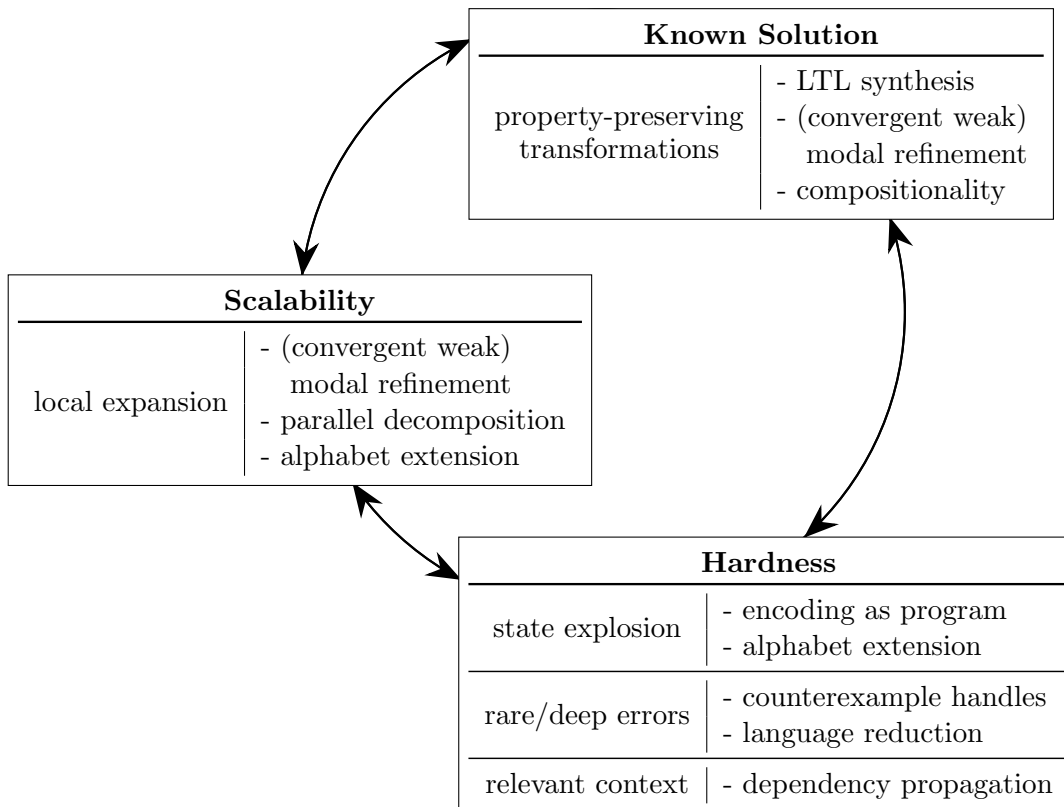 Known Solution
property-preserving
transformations
- LTL synthesis
- (convergent weak)
modal refinement
- compositionality
Scalability
local expansion
- (convergent weak)
modal refinement
- parallel decomposition
- alphabet extension
Hardness
state explosion
- encoding as program
- alphabet extension
rare/deep errors
- counterexample handles
- language reduction
relevant context
- dependency propagation